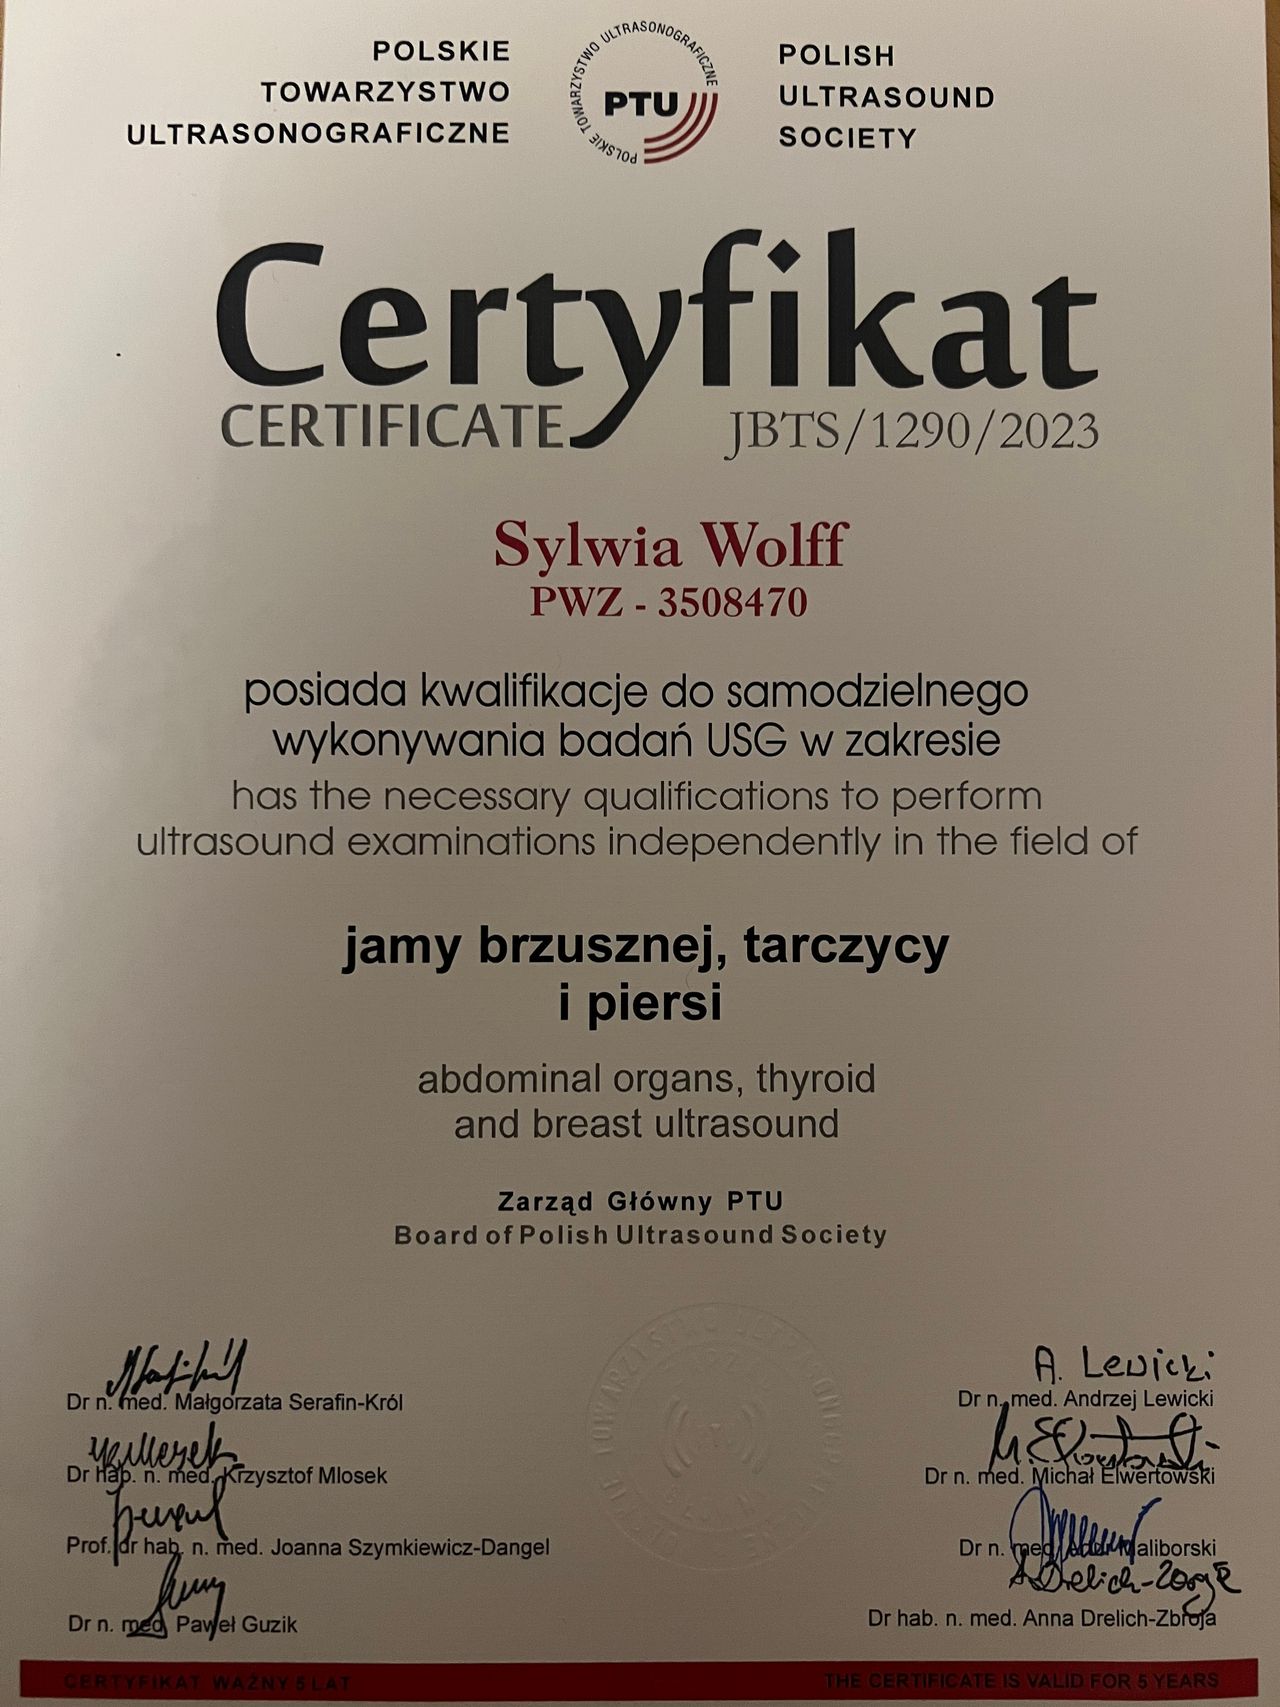 POLSKIE
TOWARZYSTWO
ULTRASONOGRAFICZNE
POLSKIE TOWARZYSTWO ULTRASONOGRAFICZNE
PTU
POLISH
ULTRASOUND
SOCIETY
Certyfikat
CERTIFICATE
JBTS/1290/2023
Sylwia Wolff
PWZ - 3508470
posiada kwalifikacje do samodzielnego
wykonywania badań USG w zakresie
has the necessary qualifications to perform
ultrasound examinations independently in the field of
jamy brzusznej, tarczycy
i piersi
abdominal organs, thyroid
and breast ultrasound
Zarząd Główny PTU
Board of Polish Ultrasound Society
Dr n. med. Małgorzata Serafin-Król
Dr hab. n. med. Krzysztof Mlosek
Prof. dr hab. n. med. Joanna Szymkiewicz-Dangel
Dr n. med. Paweł Guzik
A. Lewicki
Dr n. med. Andrzej Lewicki
M. Elwertowski
Dr n. med. Michał Elwertowski
Dr n. med. Maliborski
A. Drelich-Zbroja
Dr hab. n. med. Anna Drelich-Zbroja
CERTYFIKAT WAŻNY 5 LAT
THE CERTIFICATE IS VALID FOR 5 YEARS